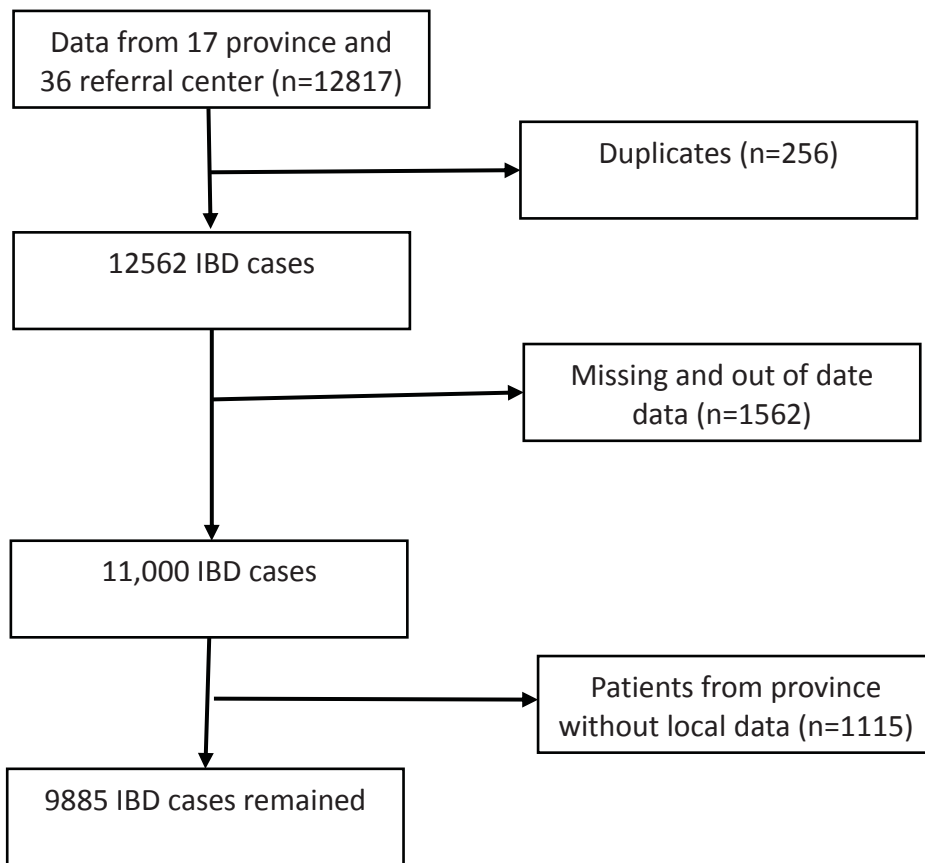 Data from 17 province and
36 referral center (n=12817)
Duplicates (n=256)
12562 IBD cases
Missing and out of date
data (n=1562)
11,000 IBD cases
Patients from province
without local data (n=1115)
9885 IBD cases remained